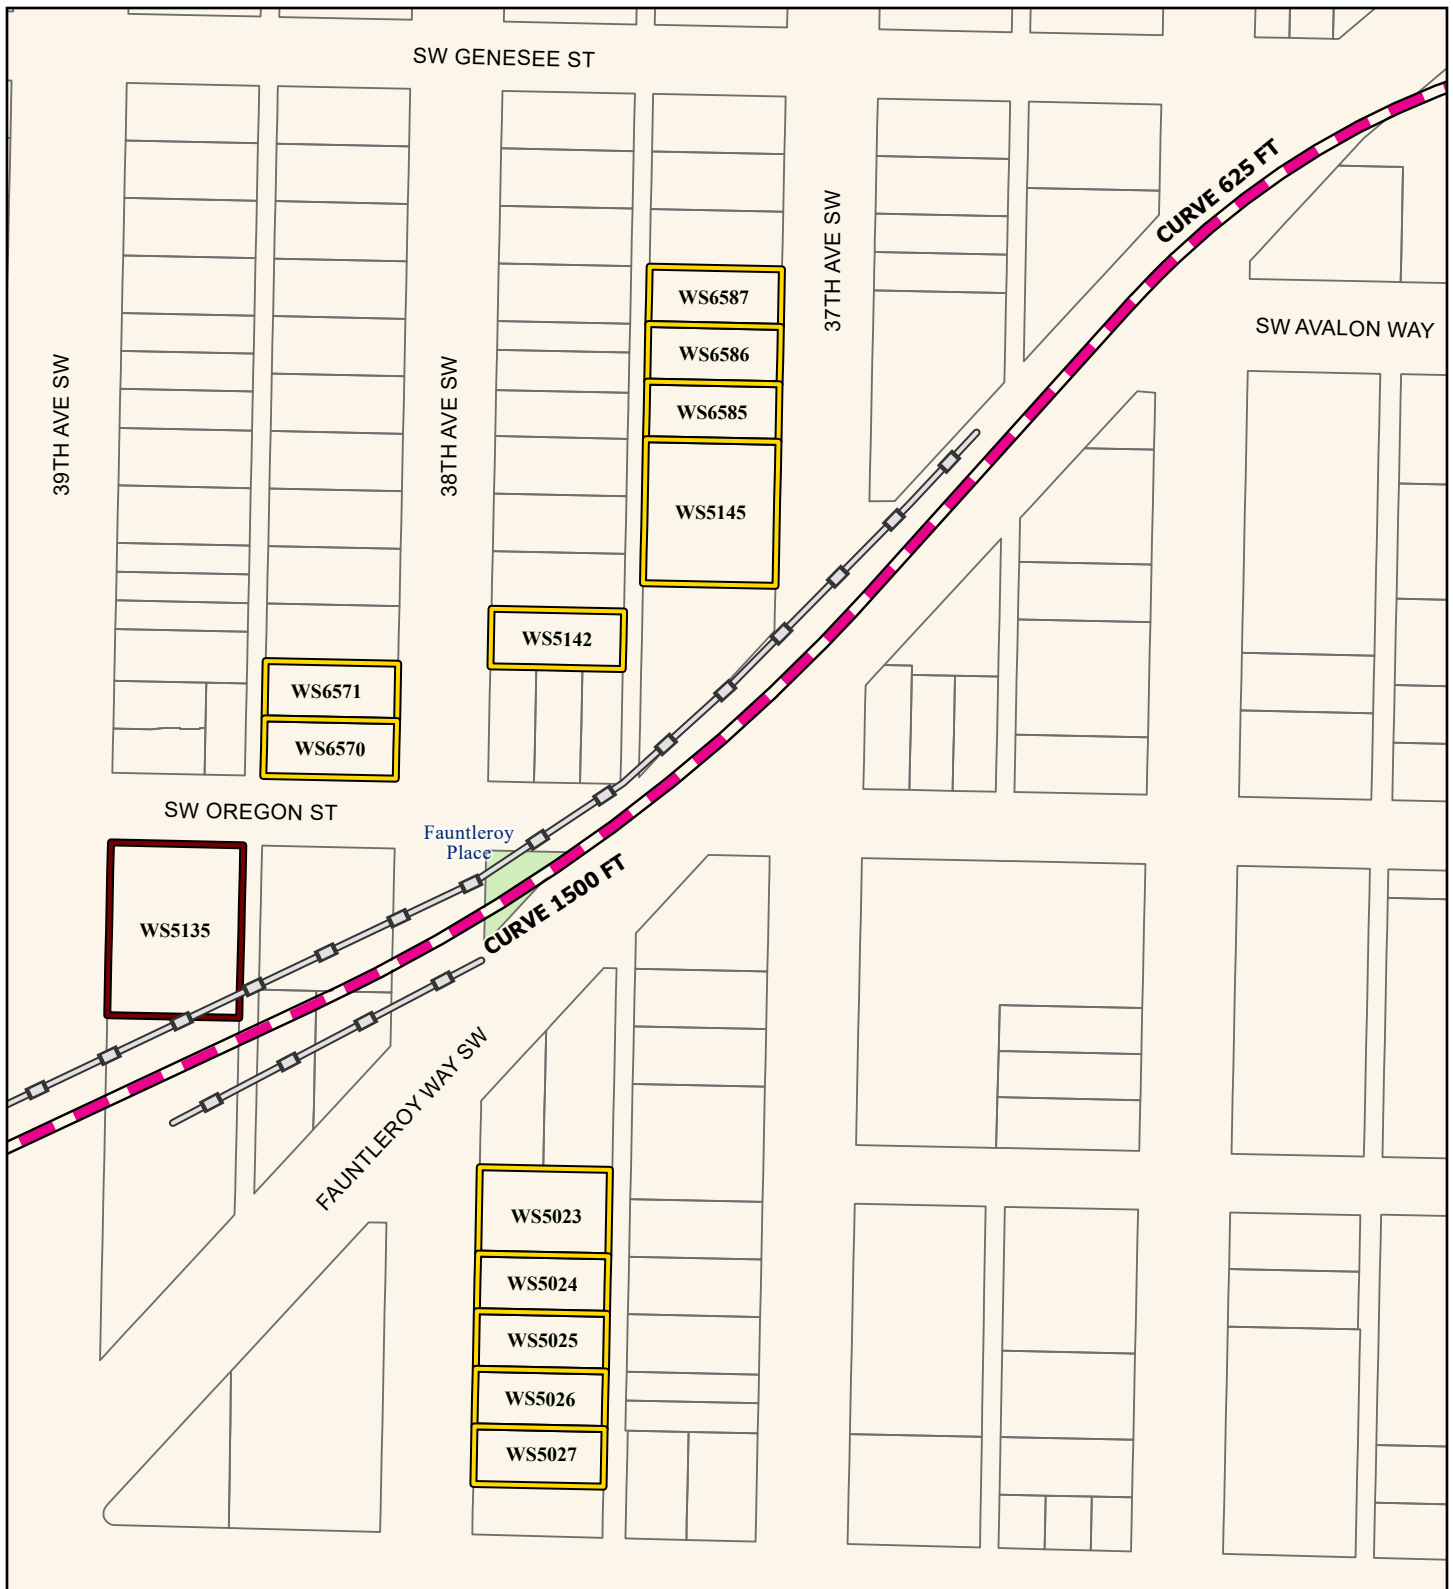 SW GENESEE ST
CURVE 625 FT
37TH AVE SW
WS6587
SW AVALON WAY
WS6586
39TH AVE SW
38TH AVE SW
WS6585
WS5145
WS5142
WS6571
WS6570
SW OREGON ST
Fauntleroy
Place
CURVE 1500 FT
WS5135
FAUNTLEROY WAY SW
WS5023
WS5024
WS5025
WS5026
WS5027